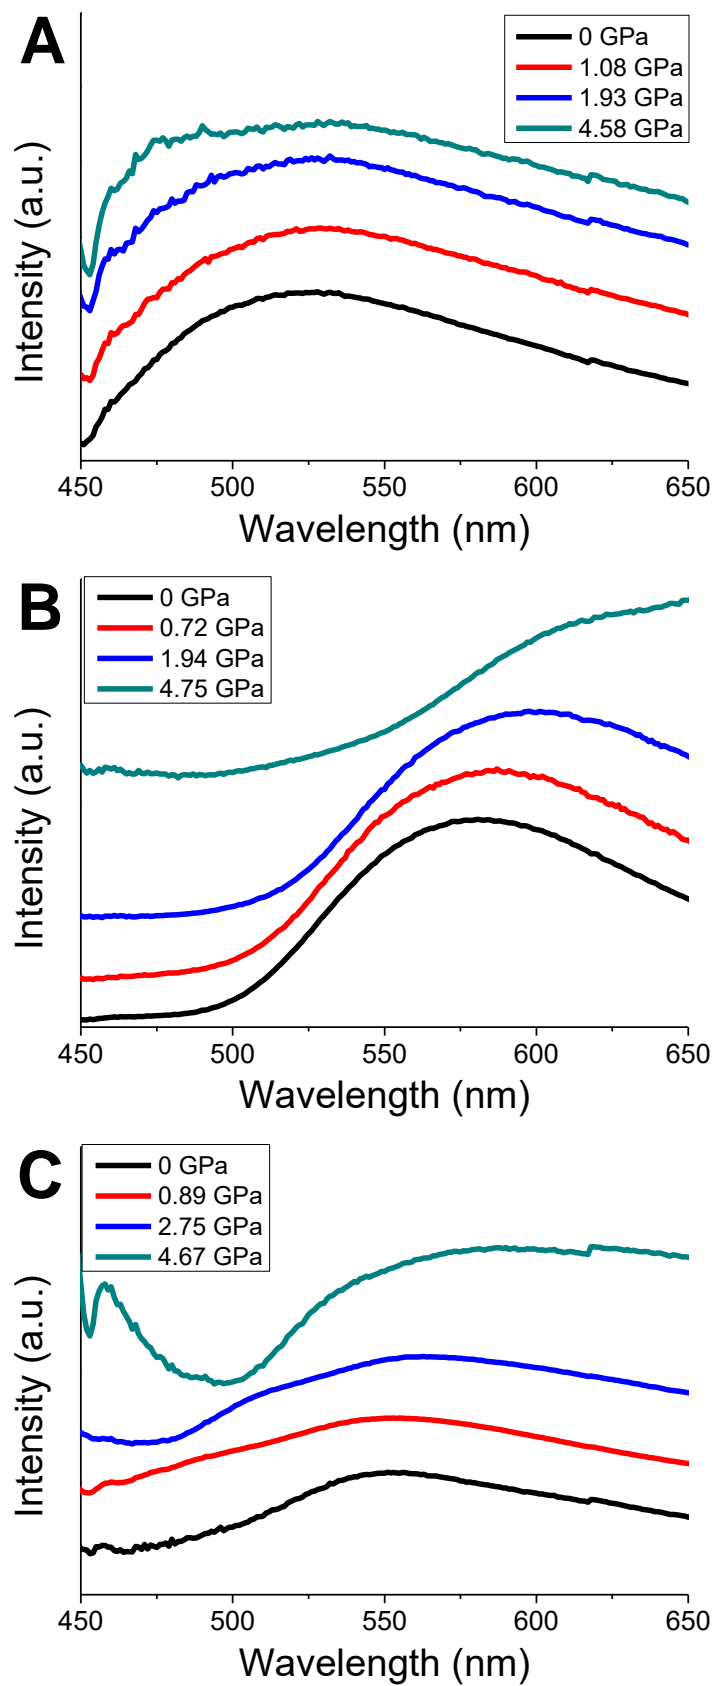 A
0 GPa
1.08 GPa
1.93 GPa
4.58 GPa
Intensity (a.u.)
450 500 550 600 650
Wavelength (nm)
B
0 GPa
0.72 GPa
1.94 GPa
4.75 GPa
Intensity (a.u.)
450 500 550 600 650
Wavelength (nm)
C
0 GPa
0.89 GPa
2.75 GPa
4.67 GPa
Intensity (a.u.)
450 500 550 600 650
Wavelength (nm)